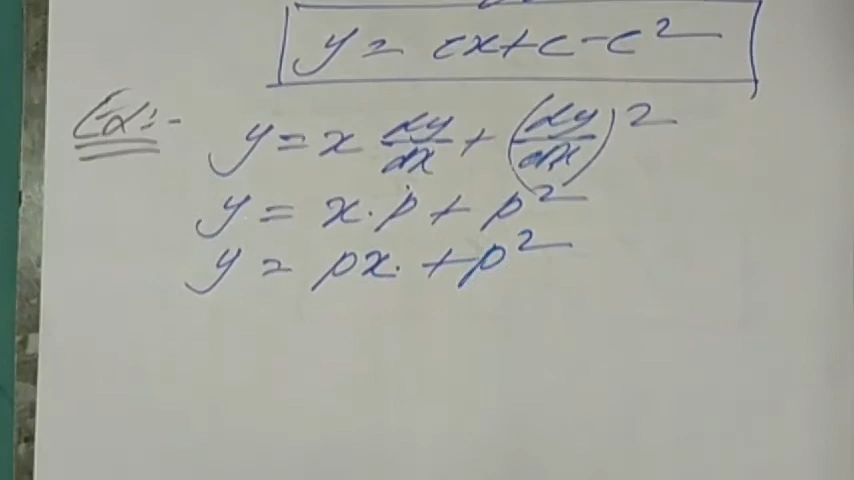 y = cx+c-c²
Ex:- y = x dy/dx + (dy/dx)²
y = x.p + p²
y = px. + p²